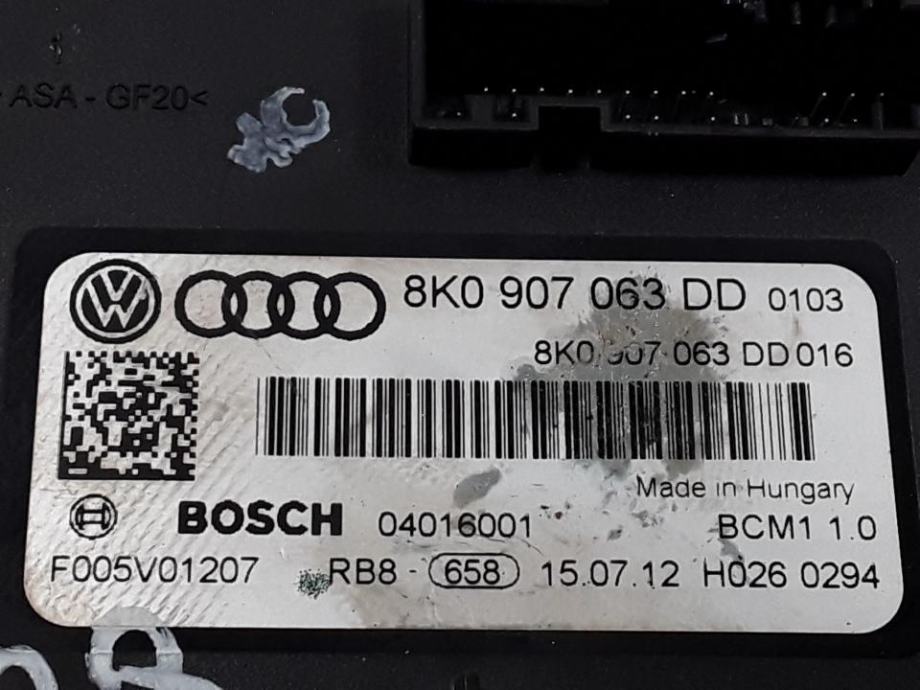 ASA - GF20<
8K0 907 063 DD 0103
8K0 907 063 DD 016
Made in Hungary
BOSCH 04016001 BCM1 1.0
F005V01207 RB8 - 658 15.07.12 H026 0294